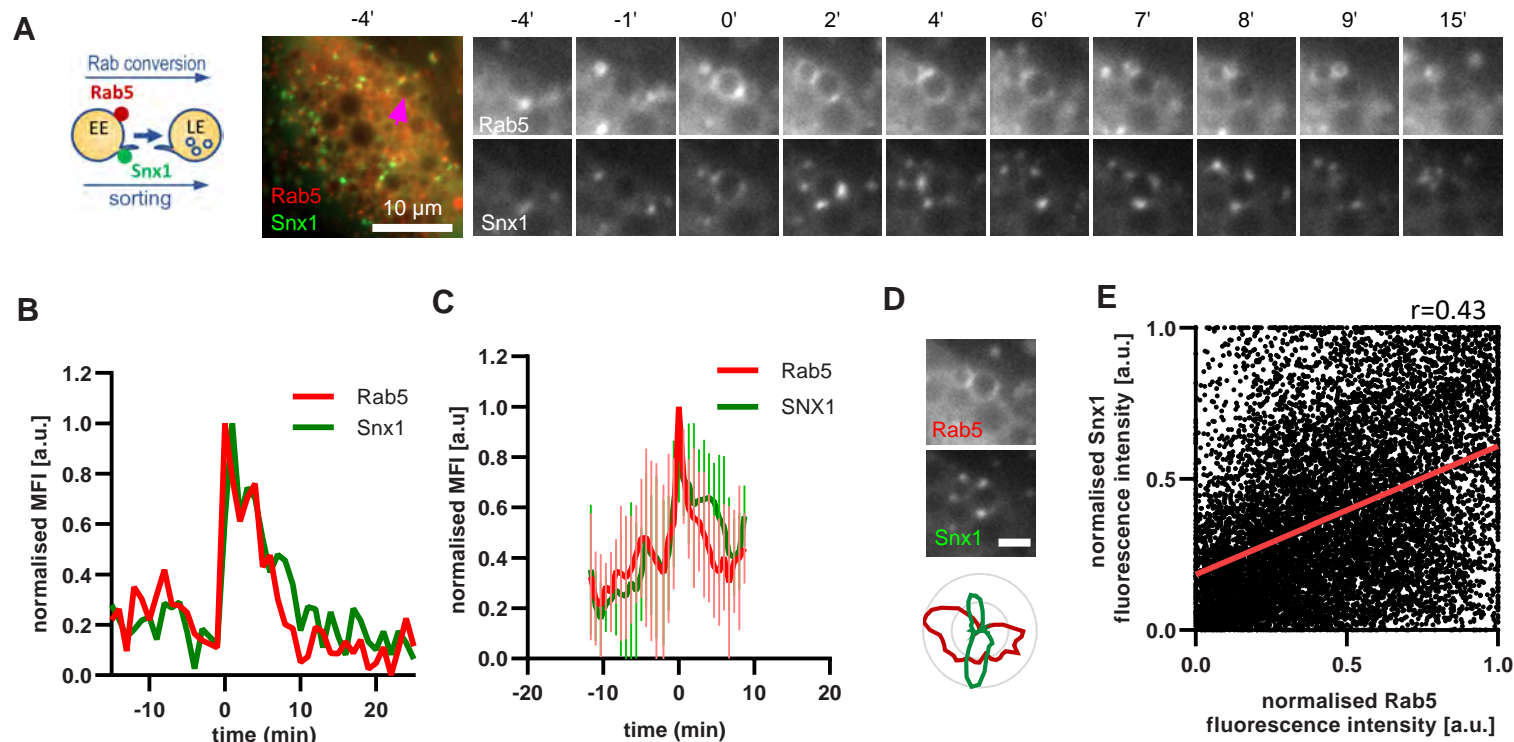 A
-4'
-4'
-1'
0'
2'
4'
6'
7'
8'
9'
15'
Rab conversion
Rab5
EE
LE
Snx1
sorting
Rab5
Snx1
10 µm
Rab5
Snx1
B
1.2
1.0
0.8
0.6
0.4
0.2
0.0
normalised MFI [a.u.]
Rab5
Snx1
-10
0
10
20
time (min)
C
1.2
1.0
0.8
0.6
0.4
0.2
0.0
normalised MFI [a.u]
Rab5
SNX1
-20
-10
0
10
20
time (min)
D
Rab5
Snx1
E
r=0.43
1.0
0.5
0.0
normalised Snx1
fluorescence intensity [a.u.]
0.0
0.5
1.0
normalised Rab5
fluorescence intensity [a.u.]